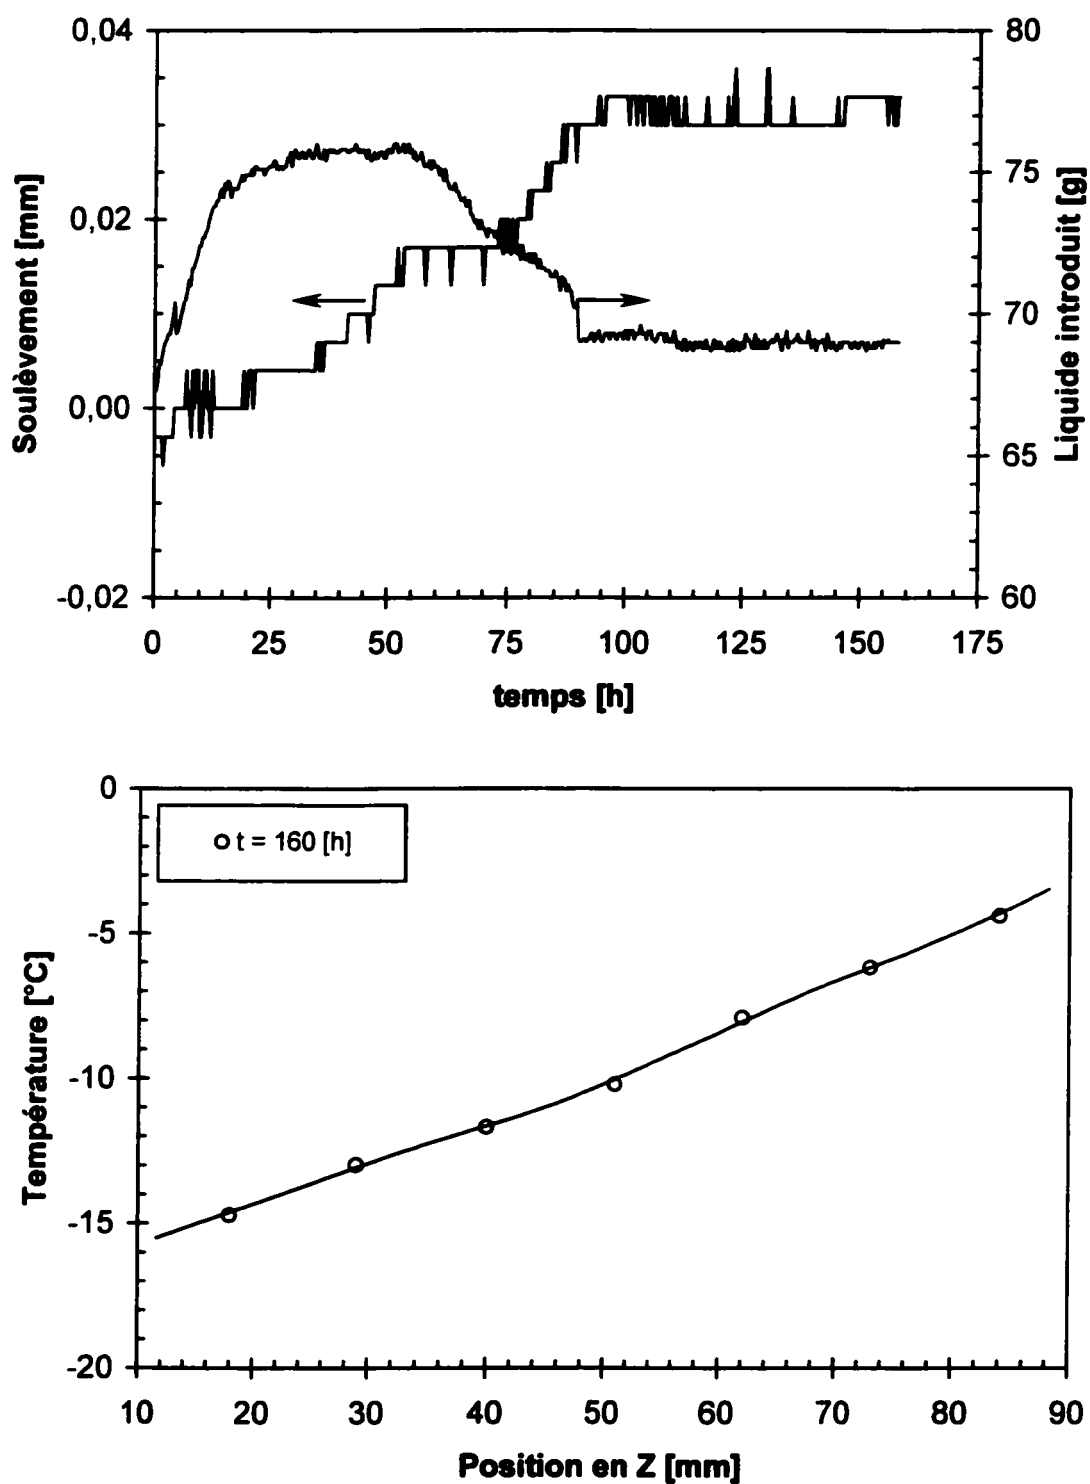 0,04
0,02
0,00
-0,02
Soulèvement [mm]
80
75
70
65
60
Liquide introduit [g]
0 25 50 75 100 125 150 175
temps [h]
0
-5
-10
-15
-20
Température [°C]
t = 160 [h]
10 20 30 40 50 60 70 80 90
Position en Z [mm]